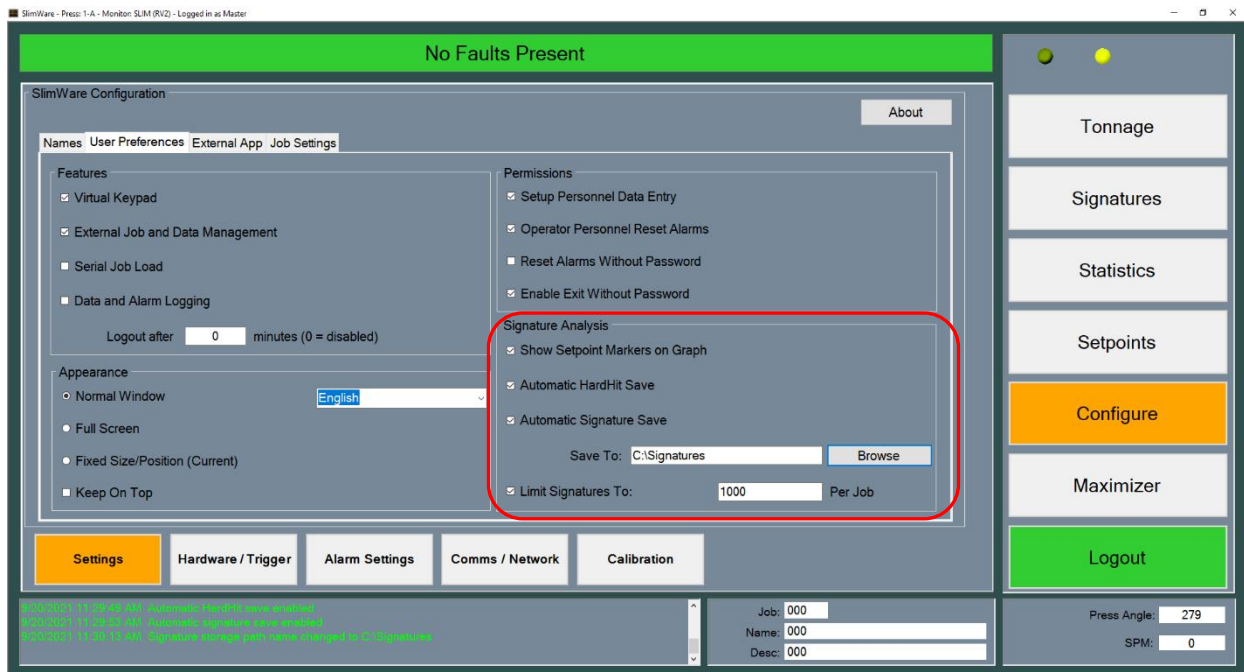 SlimWare - Press: 1-A - Monitor: SLIM (RV2) - Logged in as Master
No Faults Present
SlimWare Configuration
About
Names User Preferences External App Job Settings
Features
Virtual Keypad
External Job and Data Management
Serial Job Load
Data and Alarm Logging
Logout after 0 minutes (0 = disabled)
Appearance
Normal Window English
Full Screen
Fixed Size/Position (Current)
Keep On Top
Permissions
Setup Personnel Data Entry
Operator Personnel Reset Alarms
Reset Alarms Without Password
Enable Exit Without Password
Signature Analysis
Show Setpoint Markers on Graph
Automatic HardHit Save
Automatic Signature Save
Save To: C:\Signatures Browse
Limit Signatures To: 1000 Per Job
Settings Hardware / Trigger Alarm Settings Comms / Network Calibration
Tonnage
Signatures
Statistics
Setpoints
Configure
Maximizer
Logout
9/20/2021 11:29:49 AM Automatic HardHit save enabled
9/20/2021 11:29:53 AM Automatic signature save enabled
9/20/2021 11:30:13 AM Signature storage path name changed to C:\Signatures
Job: 000
Name: 000
Desc: 000
Press Angle: 279
SPM: 0